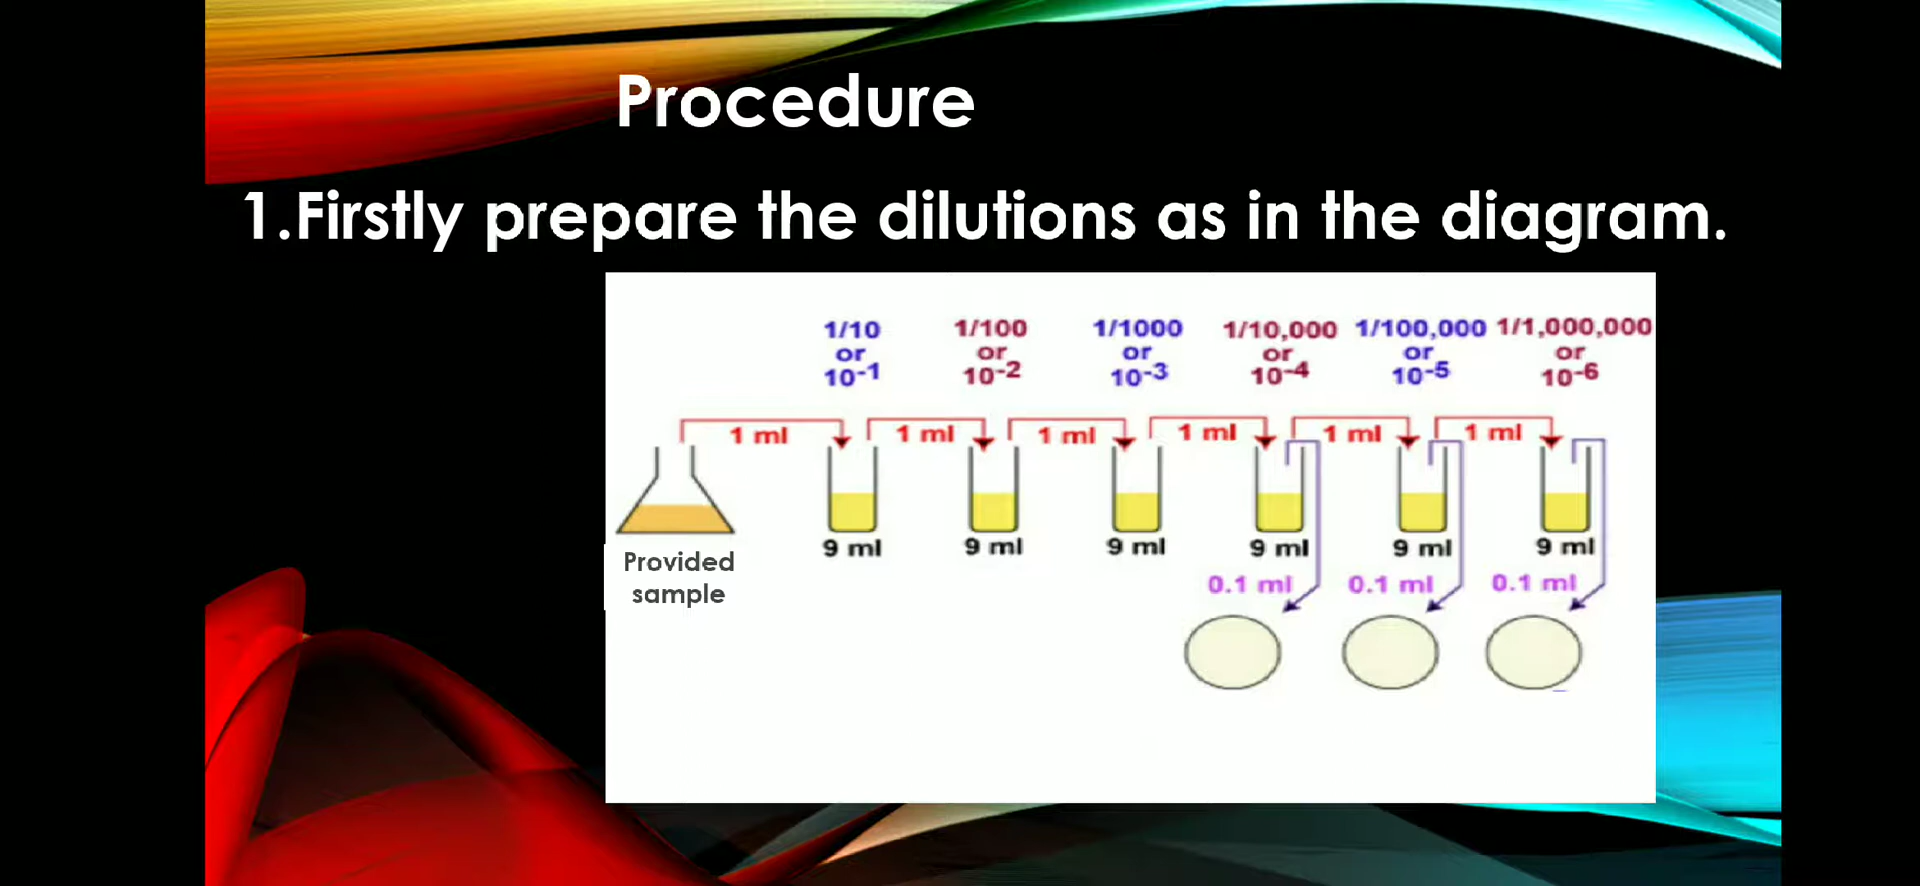 Procedure
1.Firstly prepare the dilutions as in the diagram.
1/10 1/100 1/1000 1/10,000 1/100,000 1/1,000,000
or or or or or or
10-1 10-2 10-3 10-4 10-5 10-6
1 ml 1 ml 1 ml 1 ml 1 ml 1 ml
9 ml 9 ml 9 ml 9 ml 9 ml 9 ml
Provided
sample
0.1 ml 0.1 ml 0.1 ml